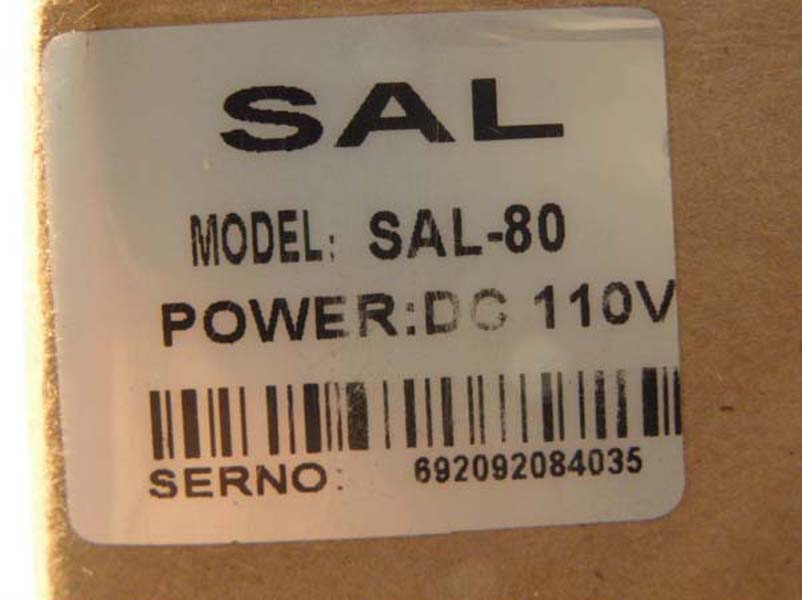 SAL
MODEL: SAL-80
POWER:DC 110V
SERNO: 692092084035